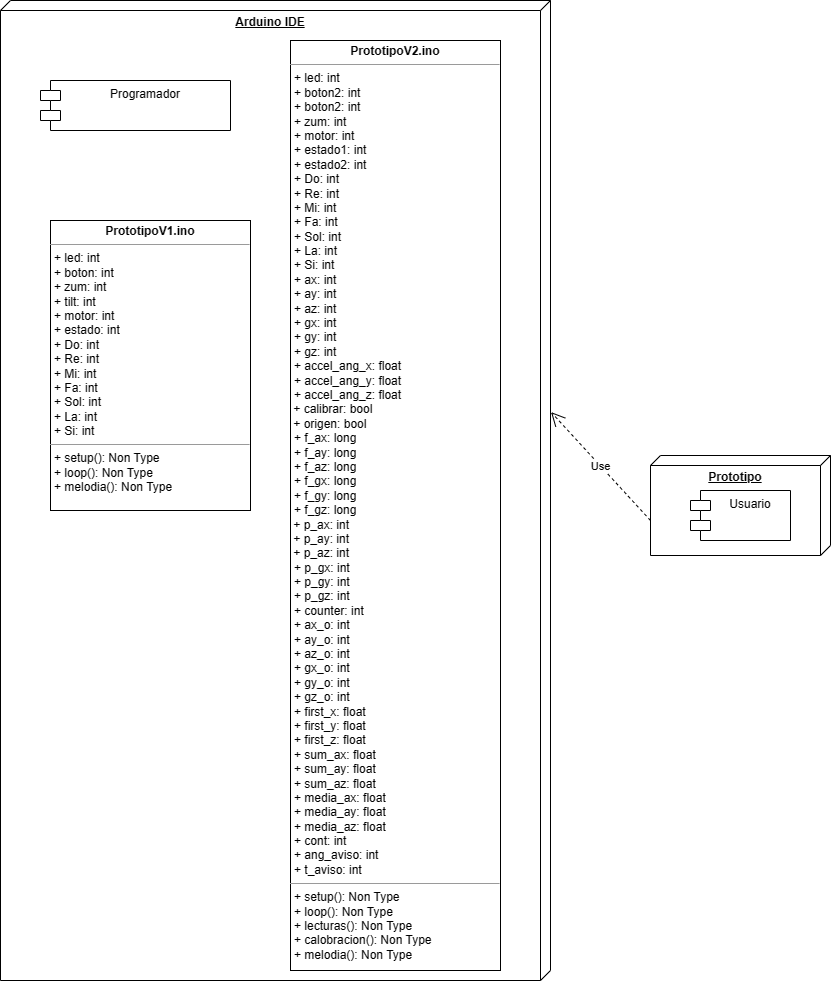 Arduino IDE
Programador
PrototipoV1.ino
+ led: int
+ boton: int
+ zum: int
+ tilt: int
+ motor: int
+ estado: int
+ Do: int
+ Re: int
+ Mi: int
+ Fa: int
+ Sol: int
+ La: int
+ Si: int
+ setup(): Non Type
+ loop(): Non Type
+ melodia(): Non Type
PrototipoV2.ino
+ led: int
+ boton2: int
+ boton2: int
+ zum: int
+ motor: int
+ estado1: int
+ estado2: int
+ Do: int
+ Re: int
+ Mi: int
+ Fa: int
+ Sol: int
+ La: int
+ Si: int
+ ax: int
+ ay: int
+ az: int
+ gx: int
+ gy: int
+ gz: int
+ accel_ang_x: float
+ accel_ang_y: float
+ accel_ang_z: float
+ calibrar: bool
+ origen: bool
+ f_ax: long
+ f_ay: long
+ f_az: long
+ f_gx: long
+ f_gy: long
+ f_gz: long
+ p_ax: int
+ p_ay: int
+ p_az: int
+ p_gx: int
+ p_gy: int
+ p_gz: int
+ counter: int
+ ax_o: int
+ ay_o: int
+ az_o: int
+ gx_o: int
+ gy_o: int
+ gz_o: int
+ first_x: float
+ first_y: float
+ first_z: float
+ sum_ax: float
+ sum_ay: float
+ sum_az: float
+ media_ax: float
+ media_ay: float
+ media_az: float
+ cont: int
+ ang_aviso: int
+ t_aviso: int
+ setup(): Non Type
+ loop(): Non Type
+ lecturas(): Non Type
+ calobracion(): Non Type
+ melodia(): Non Type
Use
Prototipo
Usuario